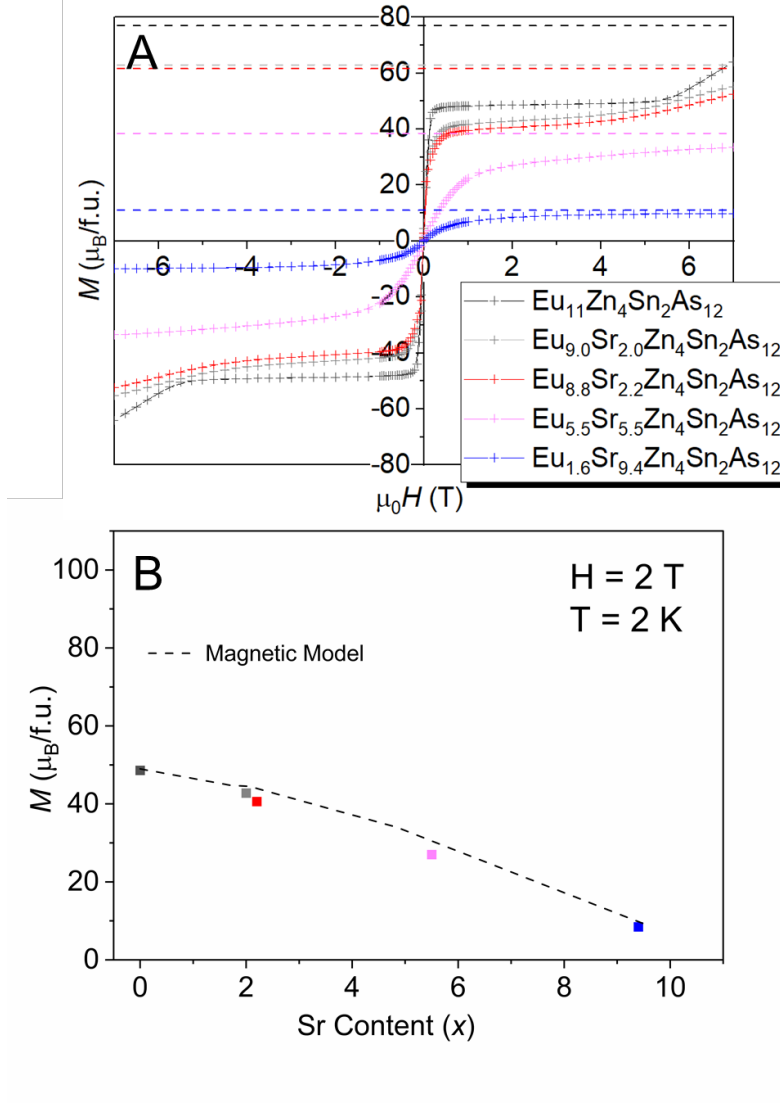 A
80
60
40
20
0
-20
-40
-60
-80
-6
-4
-2
0
2
4
6
M (μB/f.u.)
μ0H (T)
Eu11Zn4Sn2As12
Eu9.0Sr2.0Zn4Sn2As12
Eu8.8Sr2.2Zn4Sn2As12
Eu5.5Sr5.5Zn4Sn2As12
Eu1.6Sr9.4Zn4Sn2As12
B
H = 2 T
T = 2 K
Magnetic Model
100
80
60
40
20
0
M (μB/f.u.)
0 2 4 6 8 10
Sr Content (x)